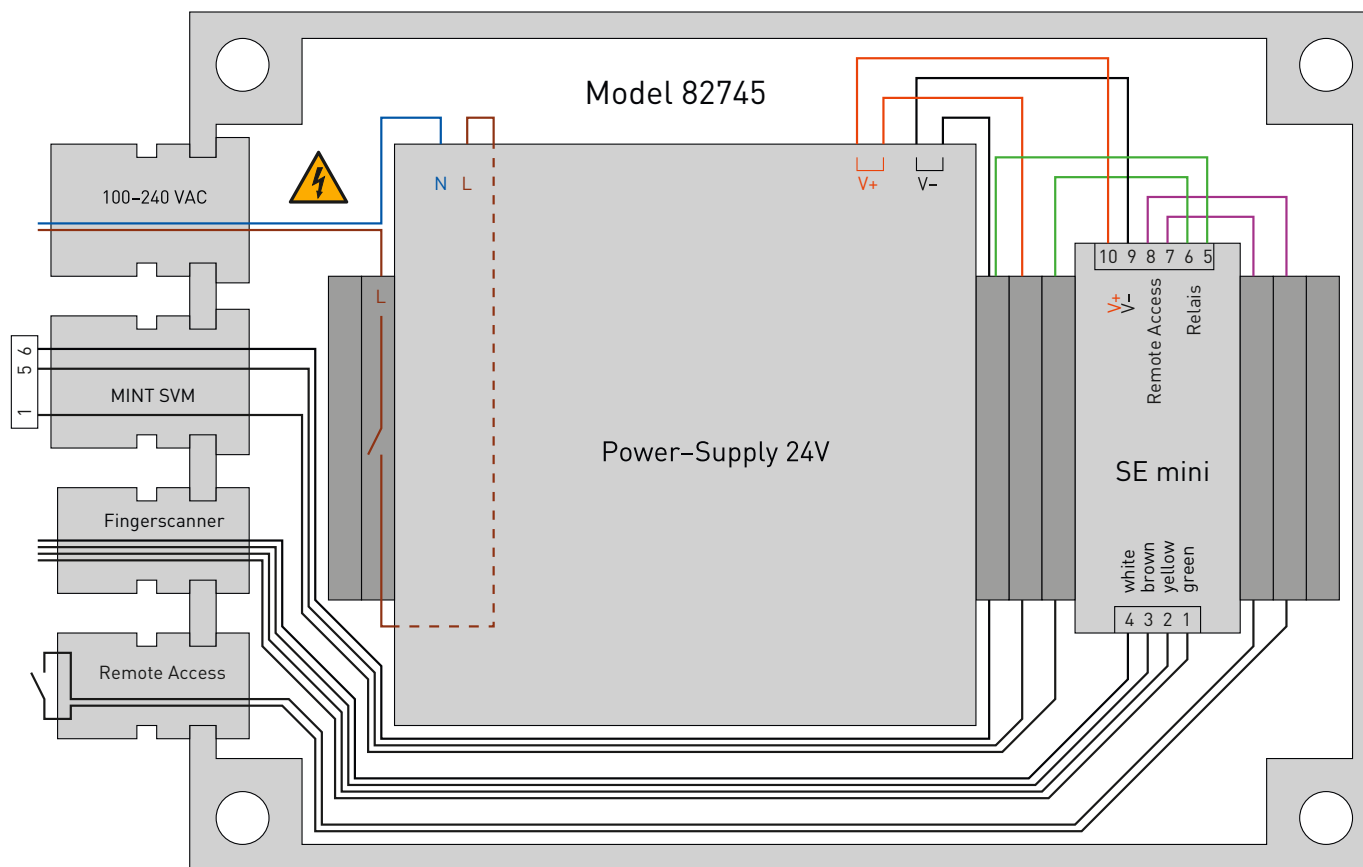 Model 82745
100–240 VAC
N L
V+
V–
L
10 9 8 7 6 5
V+
V–
Remote Access
Relais
1 5 6
MINT SVM
Power–Supply 24V
SE mini
Fingerscanner
white
brown
yellow
green
4 3 2 1
Remote Access